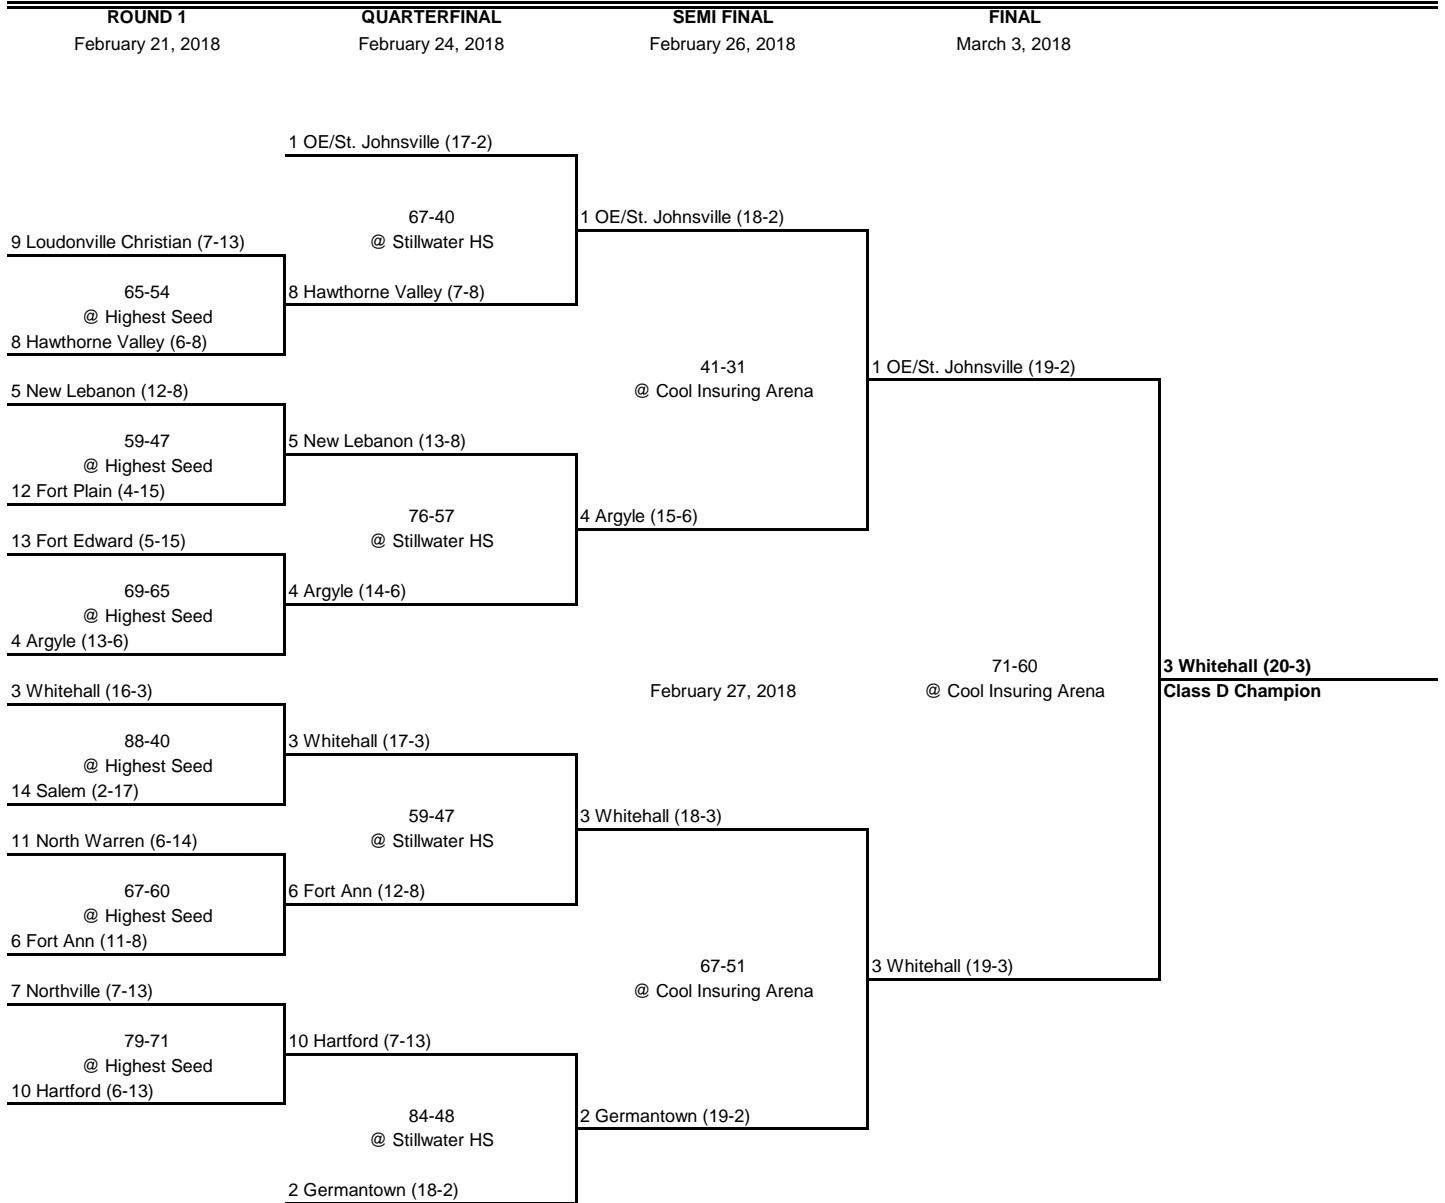 ROUND 1 QUARTERFINAL SEMI FINAL FINAL
February 21, 2018 February 24, 2018 February 26, 2018 March 3, 2018
1 OE/St. Johnsville (17-2)
67-40 1 OE/St. Johnsville (18-2)
9 Loudonville Christian (7-13) @ Stillwater HS
65-54 8 Hawthorne Valley (7-8)
@ Highest Seed
8 Hawthorne Valley (6-8)
41-31 1 OE/St. Johnsville (19-2)
5 New Lebanon (12-8) @ Cool Insuring Arena
59-47 5 New Lebanon (13-8)
@ Highest Seed
12 Fort Plain (4-15)
76-57 4 Argyle (15-6)
13 Fort Edward (5-15) @ Stillwater HS
69-65 4 Argyle (14-6)
@ Highest Seed
4 Argyle (13-6)
71-60 3 Whitehall (20-3)
3 Whitehall (16-3) February 27, 2018 @ Cool Insuring Arena Class D Champion
88-40 3 Whitehall (17-3)
@ Highest Seed
14 Salem (2-17)
59-47 3 Whitehall (18-3)
11 North Warren (6-14) @ Stillwater HS
67-60 6 Fort Ann (12-8)
@ Highest Seed
6 Fort Ann (11-8)
67-51 3 Whitehall (19-3)
7 Northville (7-13) @ Cool Insuring Arena
79-71 10 Hartford (7-13)
@ Highest Seed
10 Hartford (6-13)
84-48 2 Germantown (19-2)
@ Stillwater HS
2 Germantown (18-2)